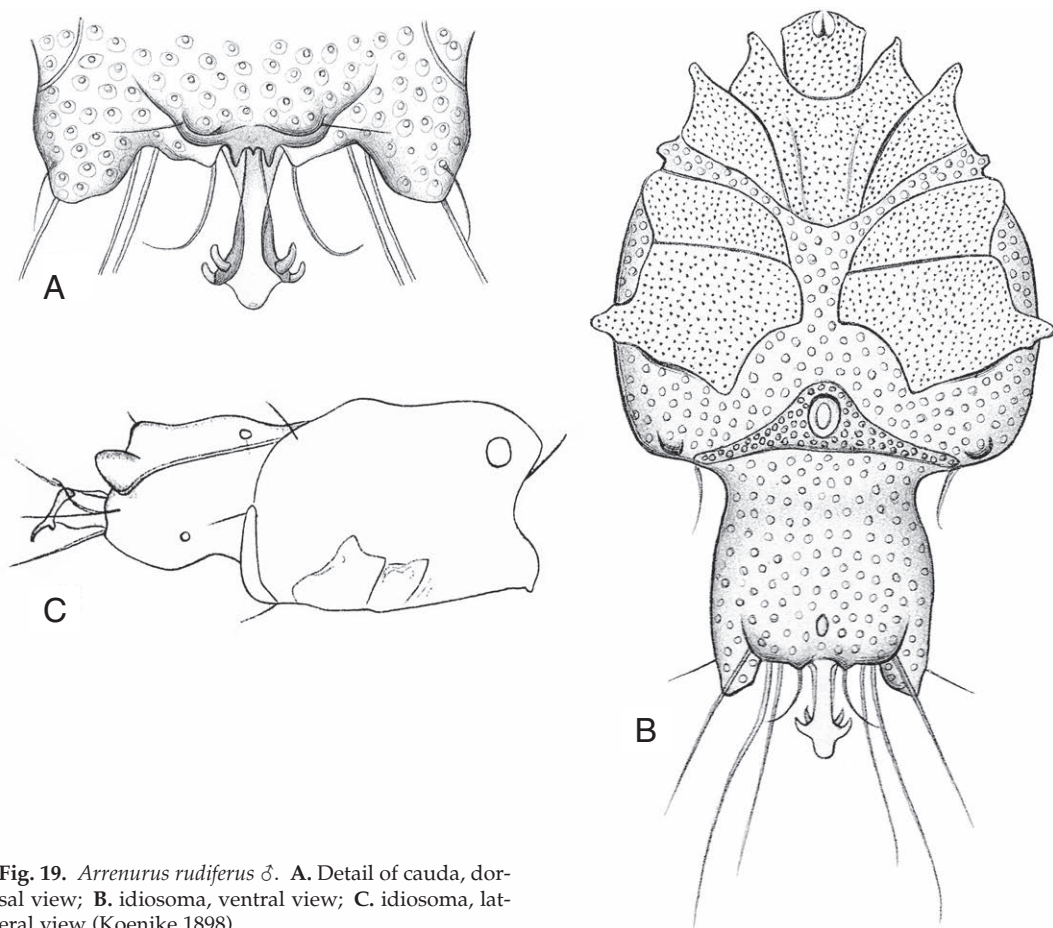 A
C
B
Fig. 19. Arrenurus rudiferus ♂. A. Detail of cauda, dor-
sal view; B. idiosoma, ventral view; C. idiosoma, lat-
eral view (Koenike 1898)